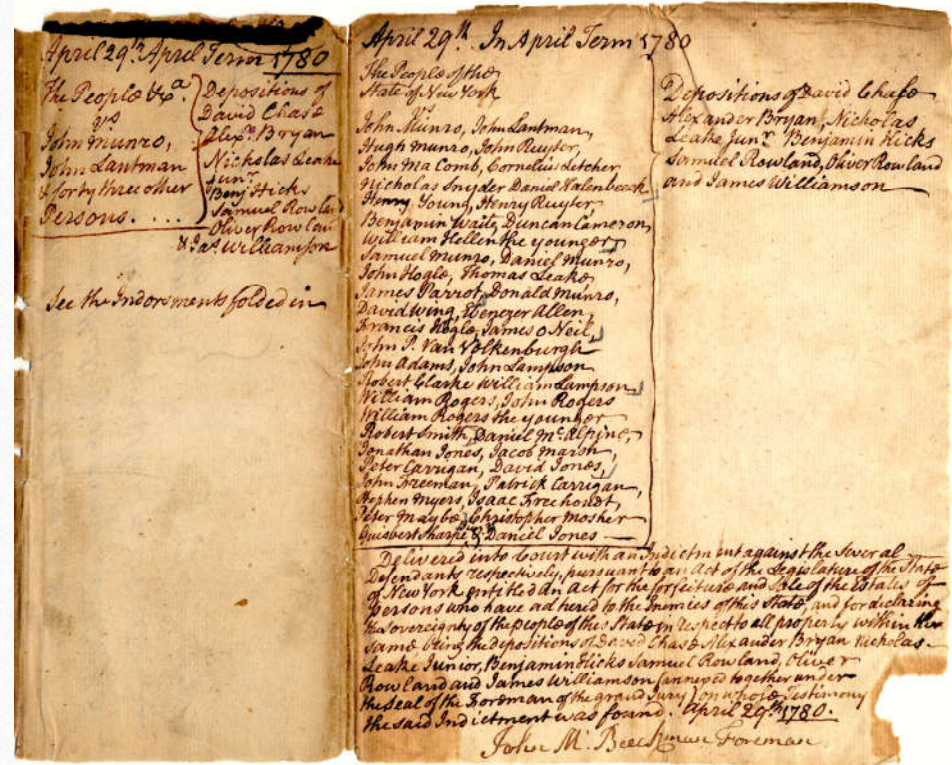 April 29th. April Term 1780
The People &ca.
vs
John Munro,
John Lantman
& forty three other
Persons. . . .
Depositions of
David Chase
Alexr. Bryan
Nicholas Leake
Junr.
Benj Hicks
Samuel Rowland
Oliver Rowland
& Jas. Williamson
See the Indorsments folded in
April 29th. In April Term 1780
The People of the
State of New York
vs
John Munro, John Lantman,
Hugh Munro, John Ruyter,
John Ma Comb, Cornelius Letcher
Nicholas Snyder Daniel Halenbeeck
Henry Young, Henry Ruyter
Benjamin Waite, Duncan Cameron,
William Hellen the younger,
Samuel Munro, Daniel Munro,
John Hogle, Thomas Leake,
James Parrot, Donald Munro,
David Wing, Ebenezer Allen,
Francis Hogle, James O Neil,
John P. Van Volkenburgh
John Adams, John Lampson
Robert Clarke William Lampson,
William Rogers, John Rogers
William Rogers the younger
Robert Smith, Daniel McAlpine,
Jonathan Jones, Jacob Marsh,
Peter Carrigan, David Jones,
John Freeman, Patrick Carrigan,
Stephen Myers, Isaac Freehoudt,
Peter Maybe, Christopher Mosher
Guisbert Sharpe & Daniel Jones
Depositions of David Chase
Alexander Bryan, Nicholas
Leake Junr. Benjamin Hicks
Samuel Rowland, Oliver Rowland
and James Williamson
Delivered into Court with an Indictment against the several
Defendants respectively, pursuant to an Act of the Legislature of the State
of New York entitled an Act for the forfeiture and Sale of the Estates of
Persons who have adhered to the Enemies of this State, and for declaring
the sovereignty of the people of this State in respect to all property within the
same, being the Depositions of David Chase Alexander Bryan Nicholas
Leake Junior, Benjamin Hicks Samuel Rowland, Oliver
Rowland and James Williamson (annexed together under
the seal of the Foreman of the grand Jury) on whose Testimony
the said Indictment was found. April 29th. 1780.
John M. Beeckman Foreman